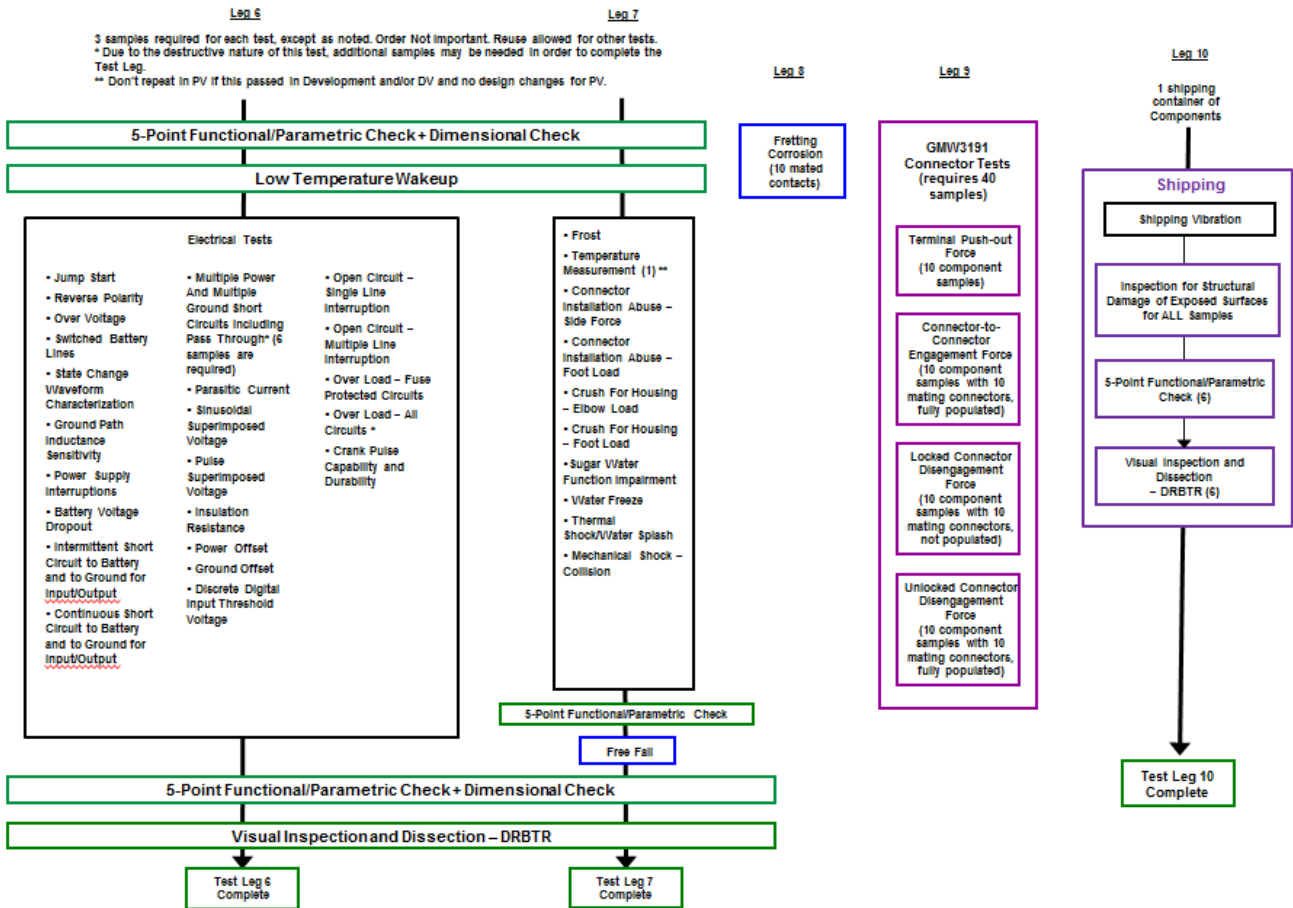 Leg 6
Leg 7
3 samples required for each test, except as noted. Order Not Important. Reuse allowed for other tests.
* Due to the destructive nature of this test, additional samples may be needed in order to complete the
Test Leg.
** Don't repeat in PV if this passed in Development and/or DV and no design changes for PV.
5-Point Functional/Parametric Check + Dimensional Check
Low Temperature Wakeup
Electrical Tests
• Jump Start
• Reverse Polarity
• Over Voltage
• Switched Battery
Lines
• State Change
Waveform
Characterization
• Ground Path
Inductance
Sensitivity
• Power Supply
Interruptions
• Battery Voltage
Dropout
• Intermittent Short
Circuit to Battery
and to Ground for
Input/Output
• Continuous Short
Circuit to Battery
and to Ground for
Input/Output
• Multiple Power
And Multiple
Ground Short
Circuits Including
Pass Through* (6
samples are
required)
• Parasitic Current
• Sinusoidal
Superimposed
Voltage
• Pulse
Superimposed
Voltage
• Insulation
Resistance
• Power Offset
• Ground Offset
• Discrete Digital
Input Threshold
Voltage
• Open Circuit –
Single Line
Interruption
• Open Circuit –
Multiple Line
Interruption
• Over Load – Fuse
Protected Circuits
• Over Load – All
Circuits *
• Crank Pulse
Capability and
Durability
• Frost
• Temperature
Measurement (1) **
• Connector
Installation Abuse –
Side Force
• Connector
Installation Abuse –
Foot Load
• Crush For Housing
– Elbow Load
• Crush For Housing
– Foot Load
• Sugar Water
Function Impairment
• Water Freeze
• Thermal
Shock/Water Splash
• Mechanical Shock –
Collision
5-Point Functional/Parametric Check
Free Fall
5-Point Functional/Parametric Check + Dimensional Check
Visual Inspection and Dissection – DRBTR
Test Leg 6
Complete
Test Leg 7
Complete
Leg 8
Fretting
Corrosion
(10 mated
contacts)
Leg 9
GMW3191
Connector Tests
(requires 40
samples)
Terminal Push-out
Force
(10 component
samples)
Connector-to-
Connector
Engagement Force
(10 component
samples with 10
mating connectors,
fully populated)
Locked Connector
Disengagement
Force
(10 component
samples with 10
mating connectors,
not populated)
Unlocked Connector
Disengagement
Force
(10 component
samples with 10
mating connectors,
fully populated)
Leg 10
1 shipping
container of
Components
Shipping
Shipping Vibration
Inspection for Structural
Damage of Exposed Surfaces
for ALL Samples
5-Point Functional/Parametric
Check (6)
Visual Inspection and
Dissection
– DRBTR (6)
Test Leg 10
Complete